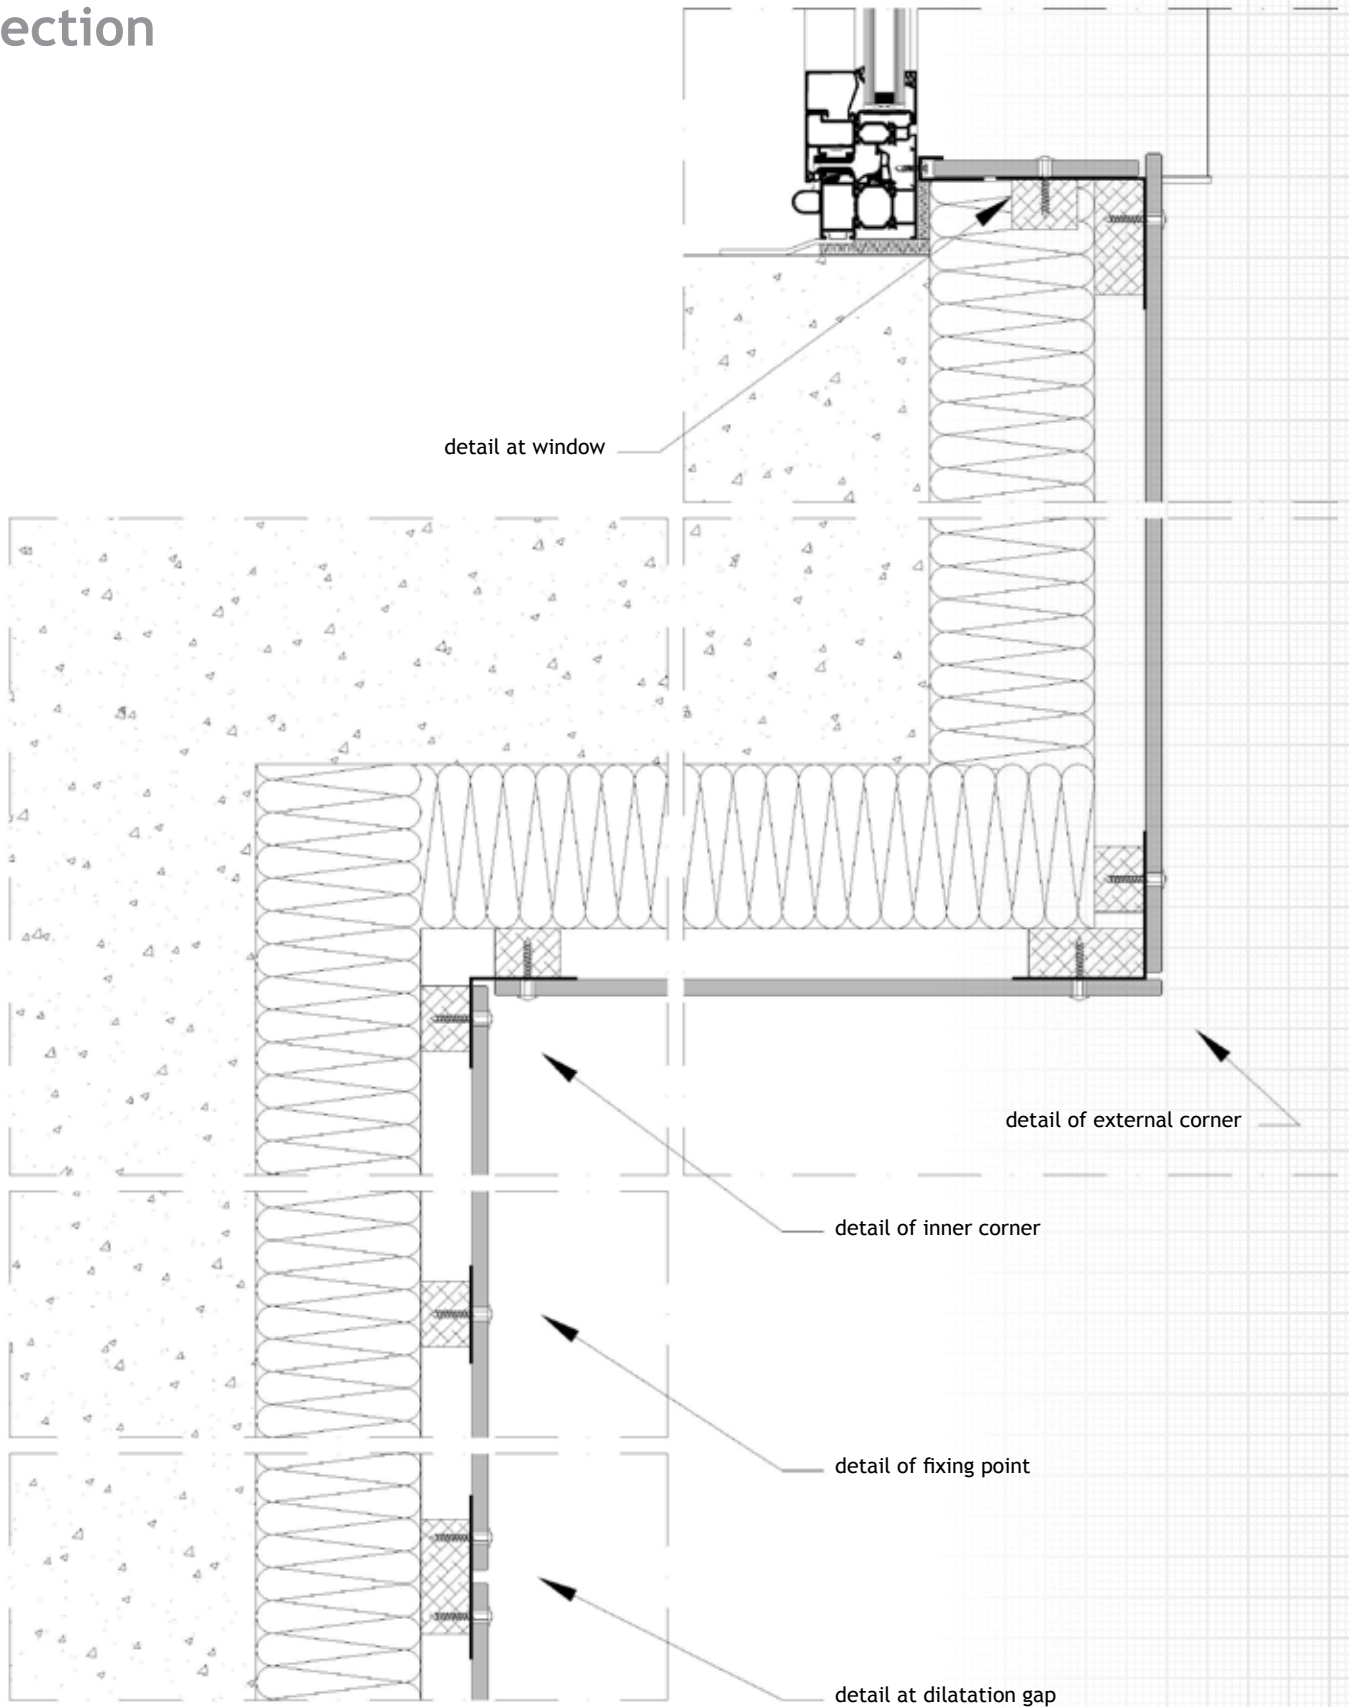 ection
detail at window
detail of external corner
detail of inner corner
detail of fixing point
detail at dilatation gap